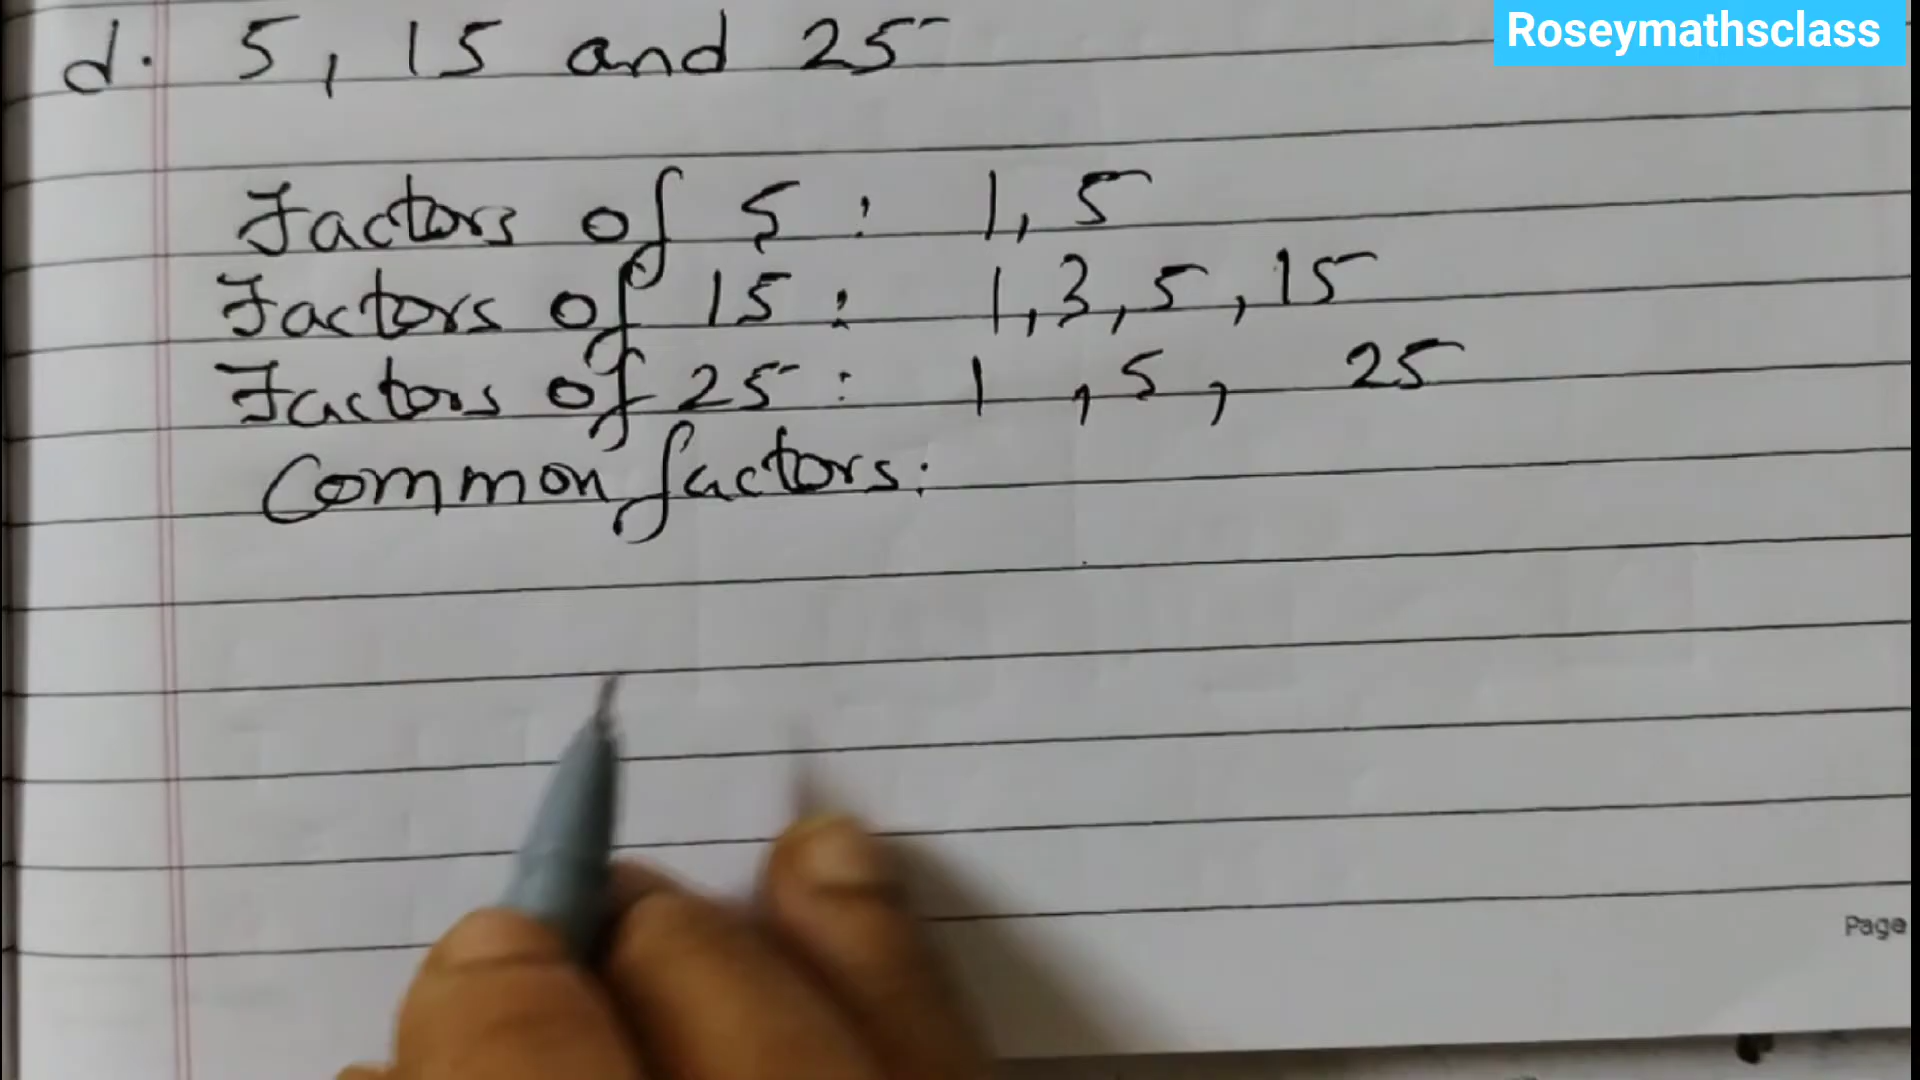 Roseymathsclass
d. 5, 15 and 25
Factors of 5 : 1, 5
Factors of 15 : 1, 3, 5, 15
Factors of 25 : 1 , 5 , 25
Common factors:
Page